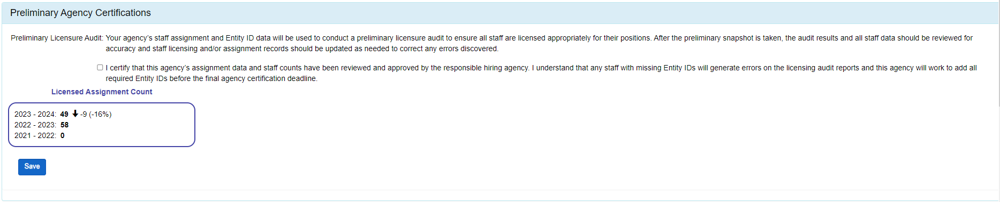 Preliminary Agency Certifications
Preliminary Licensure Audit: Your agency's staff assignment and Entity ID data will be used to conduct a preliminary licensure audit to ensure all staff are licensed appropriately for their positions. After the preliminary snapshot is taken, the audit results and all staff data should be reviewed for
accuracy and staff licensing and/or assignment records should be updated as needed to correct any errors discovered.
I certify that this agency's assignment data and staff counts have been reviewed and approved by the responsible hiring agency. I understand that any staff with missing Entity IDs will generate errors on the licensing audit reports and this agency will work to add all
required Entity IDs before the final agency certification deadline.
Licensed Assignment Count
2023 - 2024: 49 -9 (-16%)
2022 - 2023: 58
2021 - 2022: 0
Save